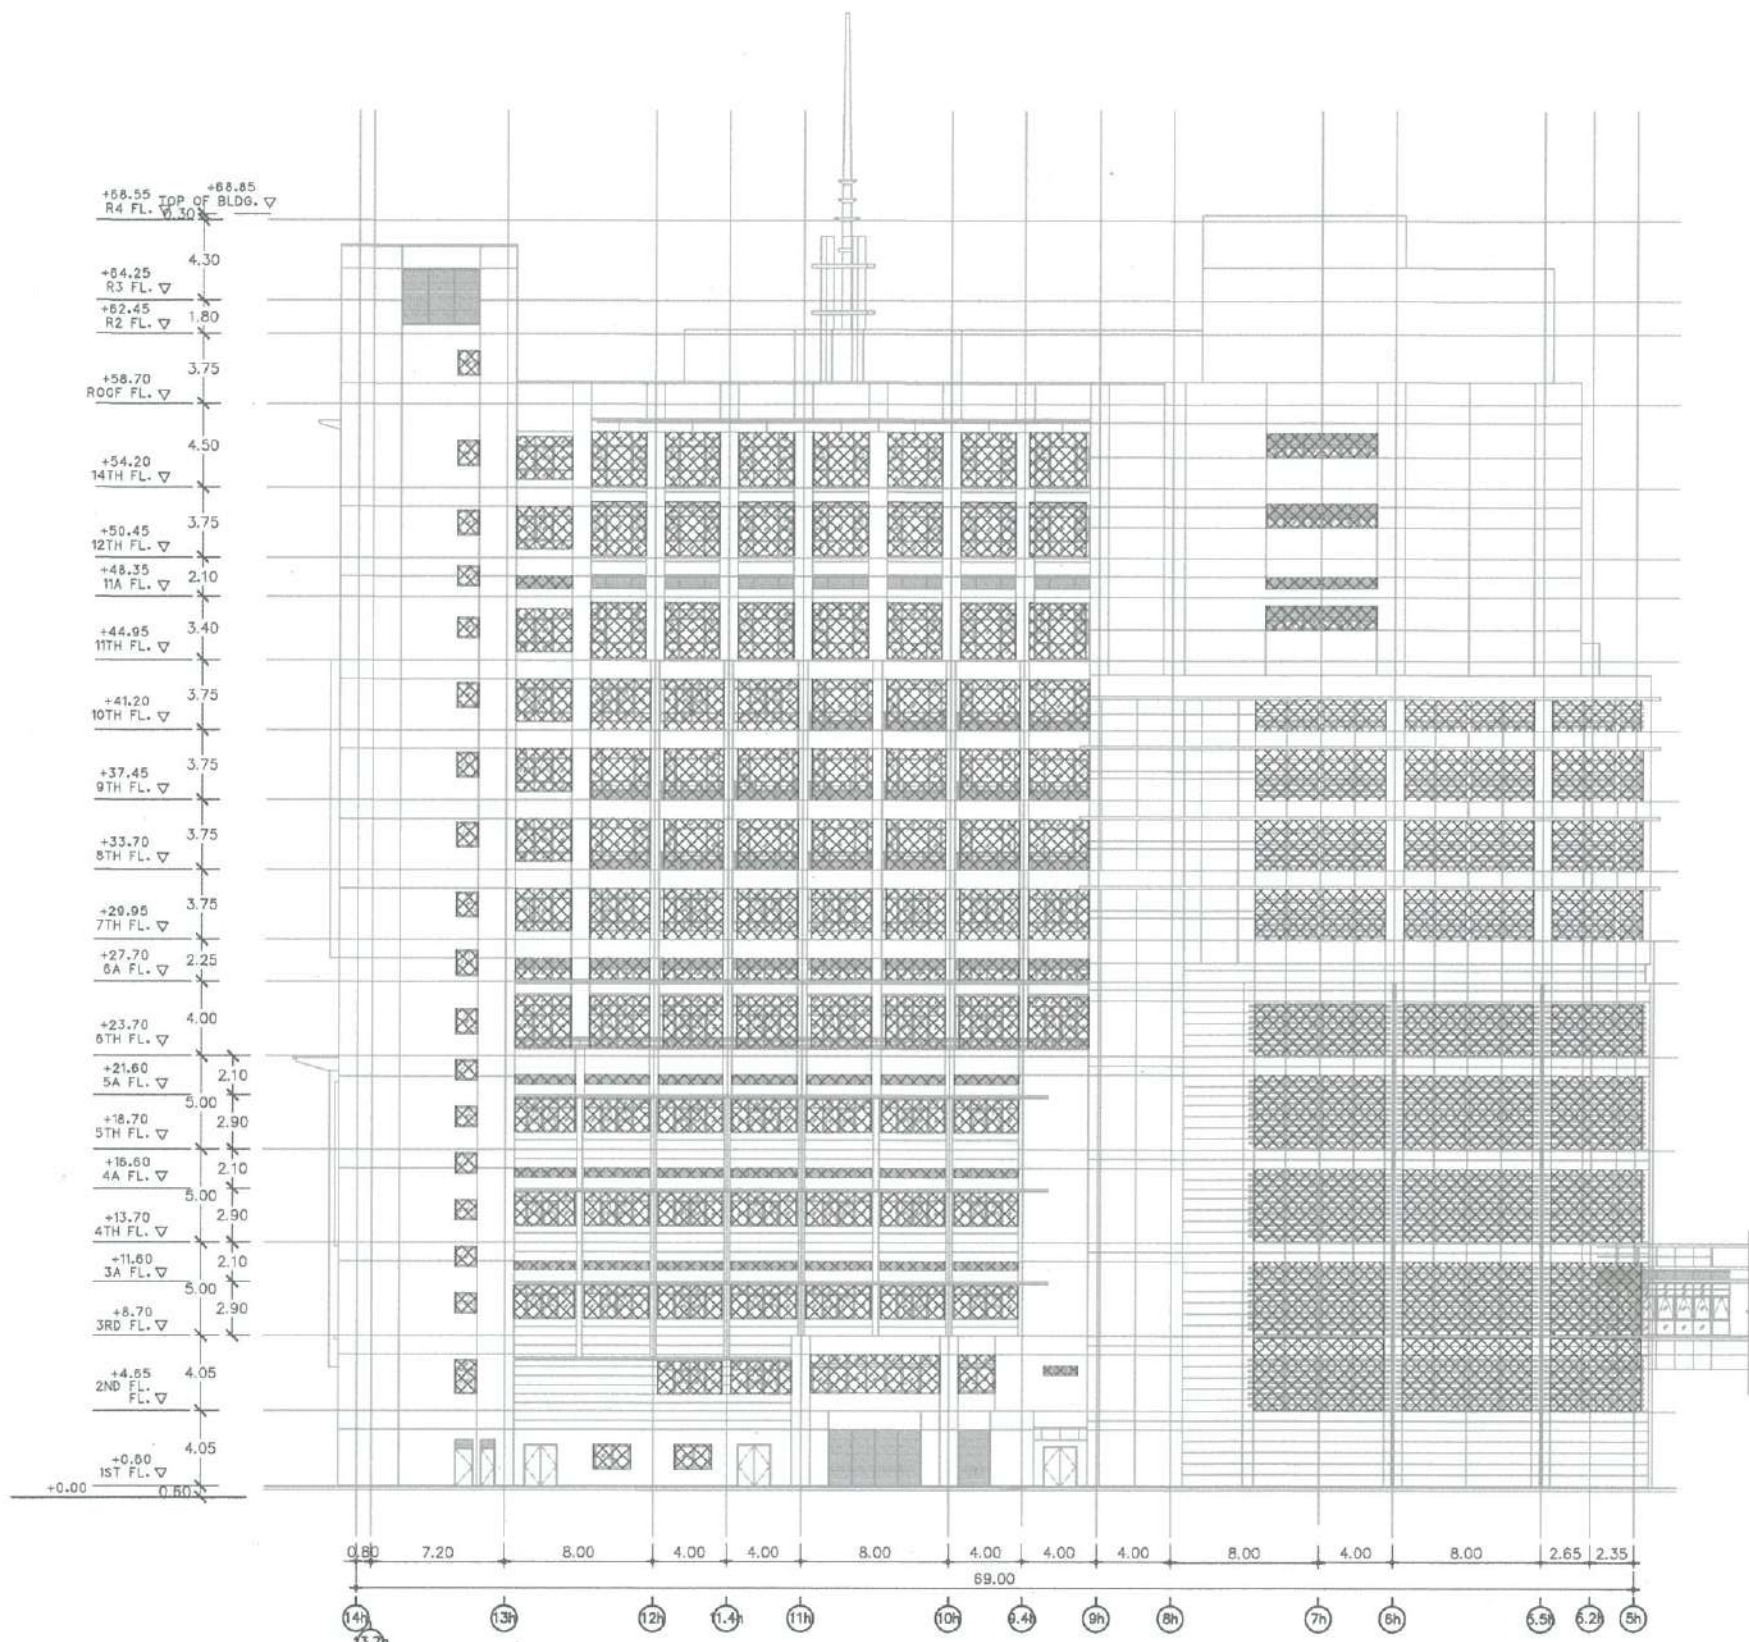 +68.85
+68.55 TOP OF BLDG. ▽
R4 FL. ▽ 0.30
4.30
+64.25
R3 FL. ▽
+62.45
R2 FL. ▽ 1.80
3.75
+58.70
ROOF FL. ▽
4.50
+54.20
14TH FL. ▽
3.75
+50.45
12TH FL. ▽
+48.35
11A FL. ▽ 2.10
3.40
+44.95
11TH FL. ▽
3.75
+41.20
10TH FL. ▽
3.75
+37.45
9TH FL. ▽
3.75
+33.70
8TH FL. ▽
3.75
+29.95
7TH FL. ▽
+27.70
6A FL. ▽ 2.25
4.00
+23.70
6TH FL. ▽
+21.60
5A FL. ▽ 2.10
5.00
+18.70 2.90
5TH FL. ▽
+16.60
4A FL. ▽ 2.10
5.00
+13.70 2.90
4TH FL. ▽
+11.60
3A FL. ▽ 2.10
5.00
+8.70 2.90
3RD FL. ▽
+4.65 4.05
2ND FL.
FL. ▽
4.05
+0.60
1ST FL. ▽
+0.00 0.60
0.80 7.20 8.00 4.00 4.00 8.00 4.00 4.00 4.00 8.00 4.00 8.00 2.65 2.35
69.00
14h 13h 12h 11.4h 11h 10h 9.4h 9h 8h 7h 6h 5.5h 5.2h 5h